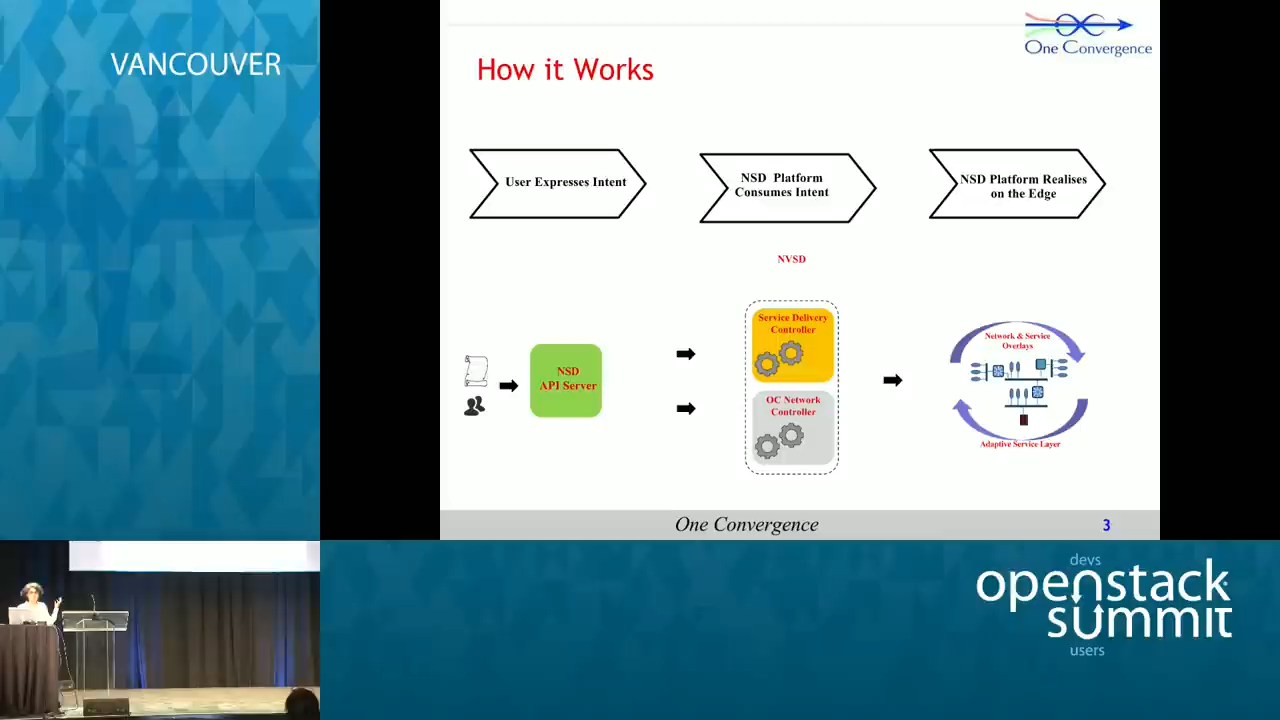 VANCOUVER
One Convergence
How it Works
User Expresses Intent
NSD Platform
Consumes Intent
NSD Platform Realises
on the Edge
NVSD
NSD
API Server
Service Delivery
Controller
OC Network
Controller
Network & Service
Overlays
Adaptive Service Layer
One Convergence
3
devs
openstack
summit
users